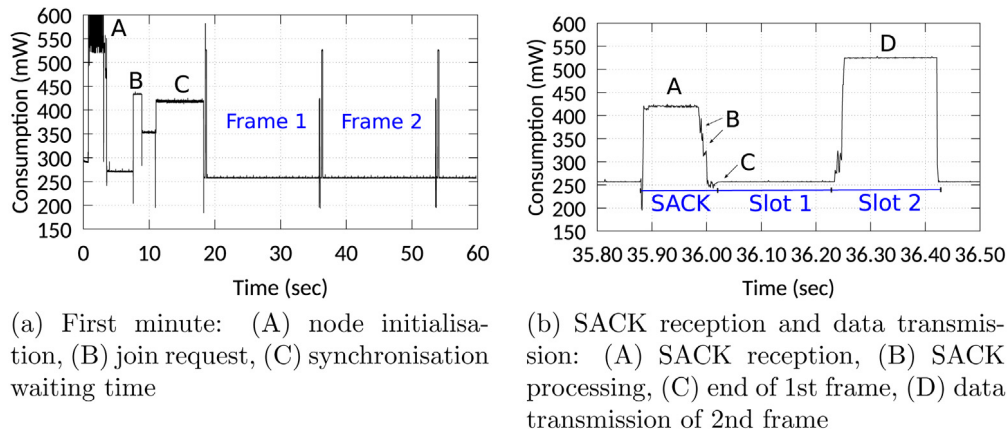 600
550
500
450
400
350
300
250
200
150
Consumption (mW)
A
B
C
Frame 1
Frame 2
0 10 20 30 40 50 60
Time (sec)
(a) First minute: (A) node initialisa-
tion, (B) join request, (C) synchronisation
waiting time
600
550
500
450
400
350
300
250
200
150
Consumption (mW)
A
B
C
D
SACK
Slot 1
Slot 2
35.80 35.90 36.00 36.10 36.20 36.30 36.40 36.50
Time (sec)
(b) SACK reception and data transmis-
sion: (A) SACK reception, (B) SACK
processing, (C) end of 1st frame, (D) data
transmission of 2nd frame